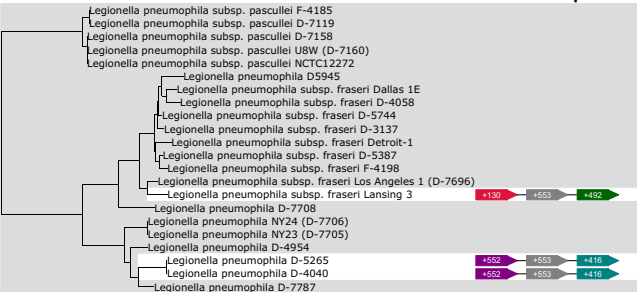 Legionella pneumophila subsp. pascullei F-4185
Legionella pneumophila subsp. pascullei D-7119
Legionella pneumophila subsp. pascullei D-7158
Legionella pneumophila subsp. pascullei U8W (D-7160)
Legionella pneumophila subsp. pascullei NCTC12272
Legionella pneumophila D5945
Legionella pneumophila subsp. fraseri Dallas 1E
Legionella pneumophila subsp. fraseri D-4058
Legionella pneumophila subsp. fraseri D-5744
Legionella pneumophila subsp. fraseri D-3137
Legionella pneumophila subsp. fraseri Detroit-1
Legionella pneumophila subsp. fraseri D-5387
Legionella pneumophila subsp. fraseri F-4198
Legionella pneumophila subsp. fraseri Los Angeles 1 (D-7696)
Legionella pneumophila subsp. fraseri Lansing 3 +130 +553 +492
Legionella pneumophila D-7708
Legionella pneumophila NY24 (D-7706)
Legionella pneumophila NY23 (D-7705)
Legionella pneumophila D-4954
Legionella pneumophila D-5265 +552 +553 +416
Legionella pneumophila D-4040 +552 +553 +416
Legionella pneumophila D-7787